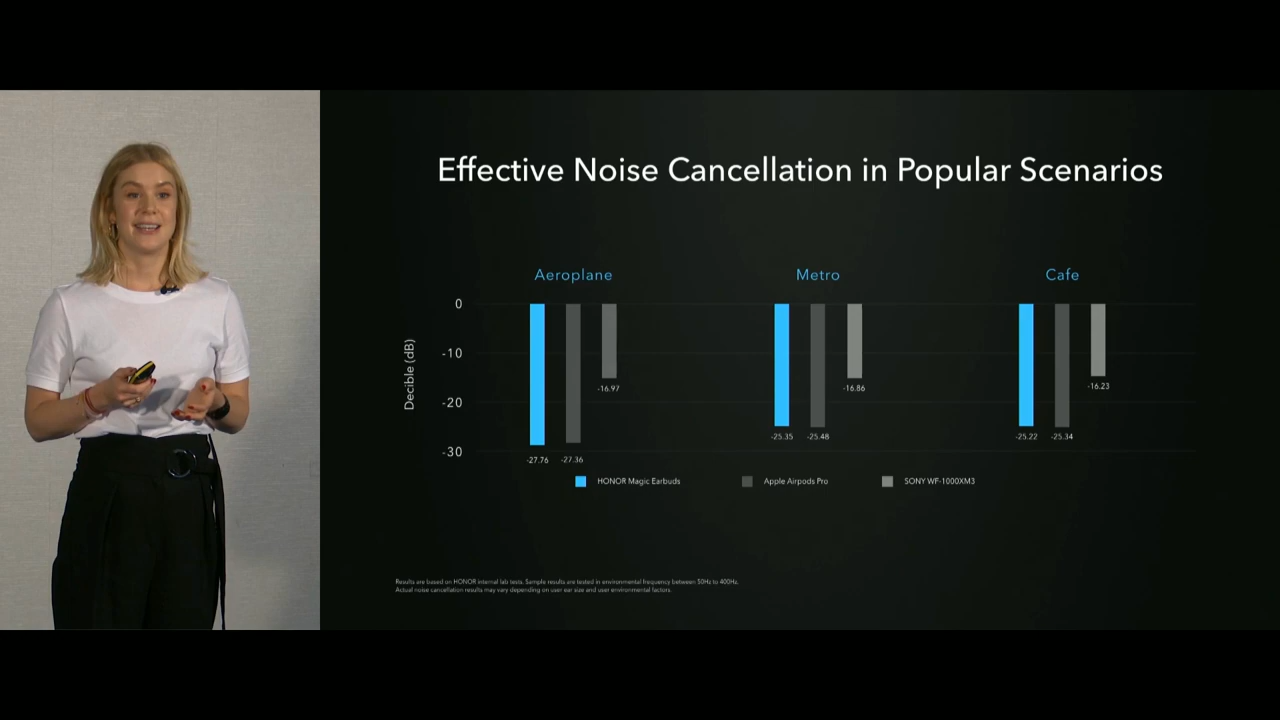 Effective Noise Cancellation in Popular Scenarios
Aeroplane
Metro
Cafe
Decible (dB)
0
-10
-20
-30
-27.76
-27.36
-16.97
-25.35
-25.48
-16.86
-25.22
-25.34
-16.23
HONOR Magic Earbuds
Apple Airpods Pro
SONY WF-1000XM3
Results are based on HONOR internal lab tests. Sample results are tested in environmental frequency between 50Hz to 400Hz.
Actual noise cancellation results may vary depending on user ear size and user environmental factors.